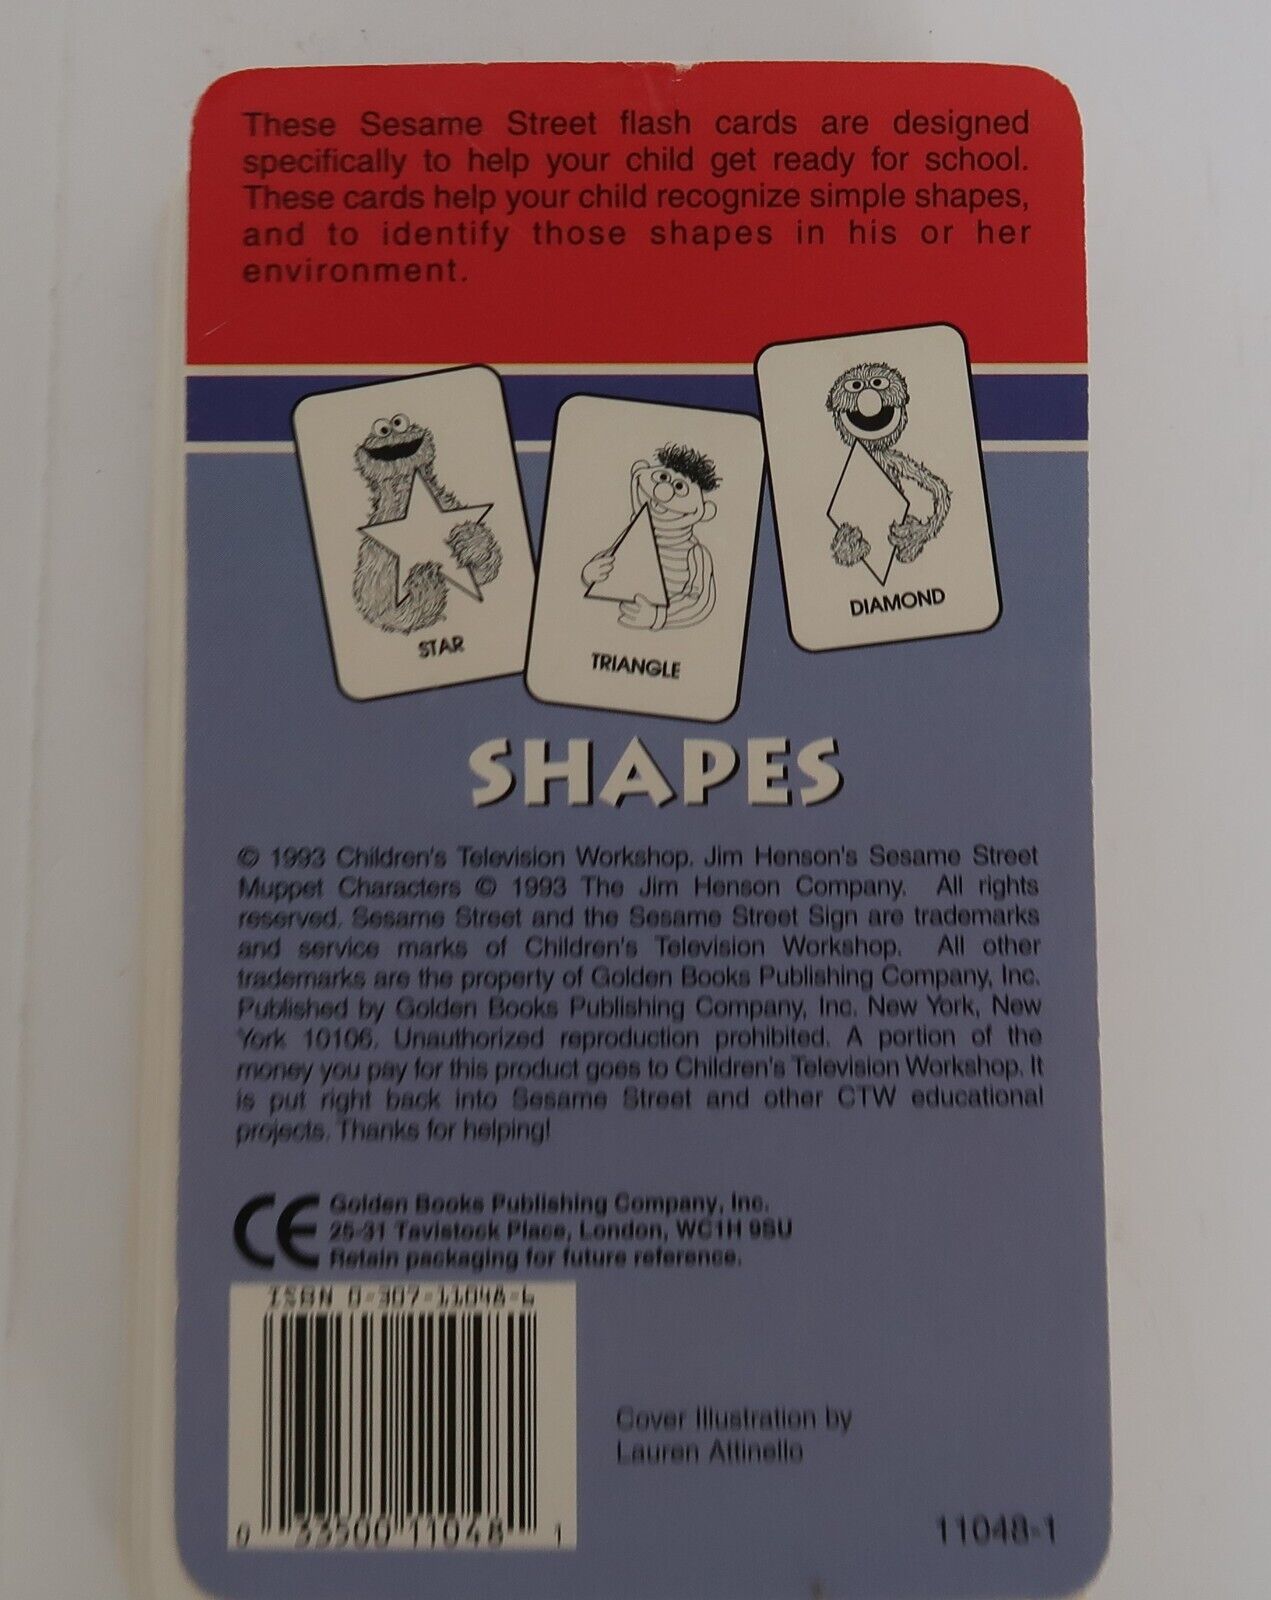 These Sesame Street flash cards are designed
specifically to help your child get ready for school.
These cards help your child recognize simple shapes,
and to identify those shapes in his or her
environment.
STAR
TRIANGLE
DIAMOND
SHAPES
© 1993 Children's Television Workshop. Jim Henson's Sesame Street
Muppet Characters © 1993 The Jim Henson Company. All rights
reserved. Sesame Street and the Sesame Street Sign are trademarks
and service marks of Children's Television Workshop. All other
trademarks are the property of Golden Books Publishing Company, Inc.
Published by Golden Books Publishing Company, Inc. New York, New
York 10106. Unauthorized reproduction prohibited. A portion of the
money you pay for this product goes to Children's Television Workshop. It
is put right back into Sesame Street and other CTW educational
projects. Thanks for helping!
CE
Golden Books Publishing Company, Inc.
25-31 Tavistock Place, London, WC1H 9SU
Retain packaging for future reference.
ISBN 0-307-11048-6
0 33500 11048 1
Cover Illustration by
Lauren Attinello
11048-1